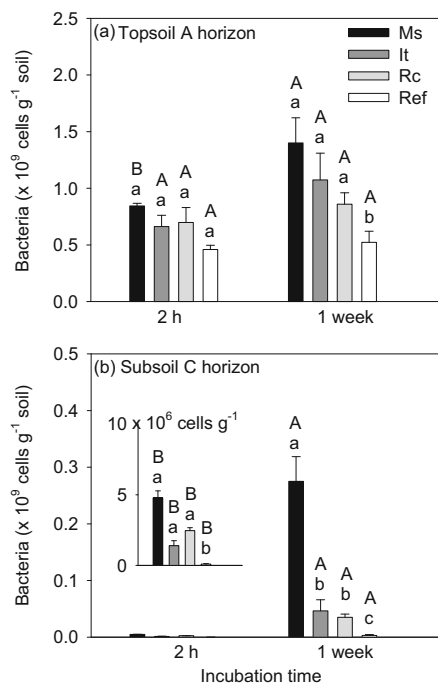 (a) Topsoil A horizon
Ms
It
Rc
Ref
Bacteria (x 10⁹ cells g⁻¹ soil)
2.5
2.0
1.5
1.0
0.5
0.0
B A A A
a a a a
A A A A
a a a b
2 h 1 week
(b) Subsoil C horizon
Bacteria (x 10⁹ cells g⁻¹ soil)
0.5
0.4
0.3
0.2
0.1
0.0
10 x 10⁶ cells g⁻¹
5
0
B B B B
a a a b
A A A A
a b b c
2 h 1 week
Incubation time